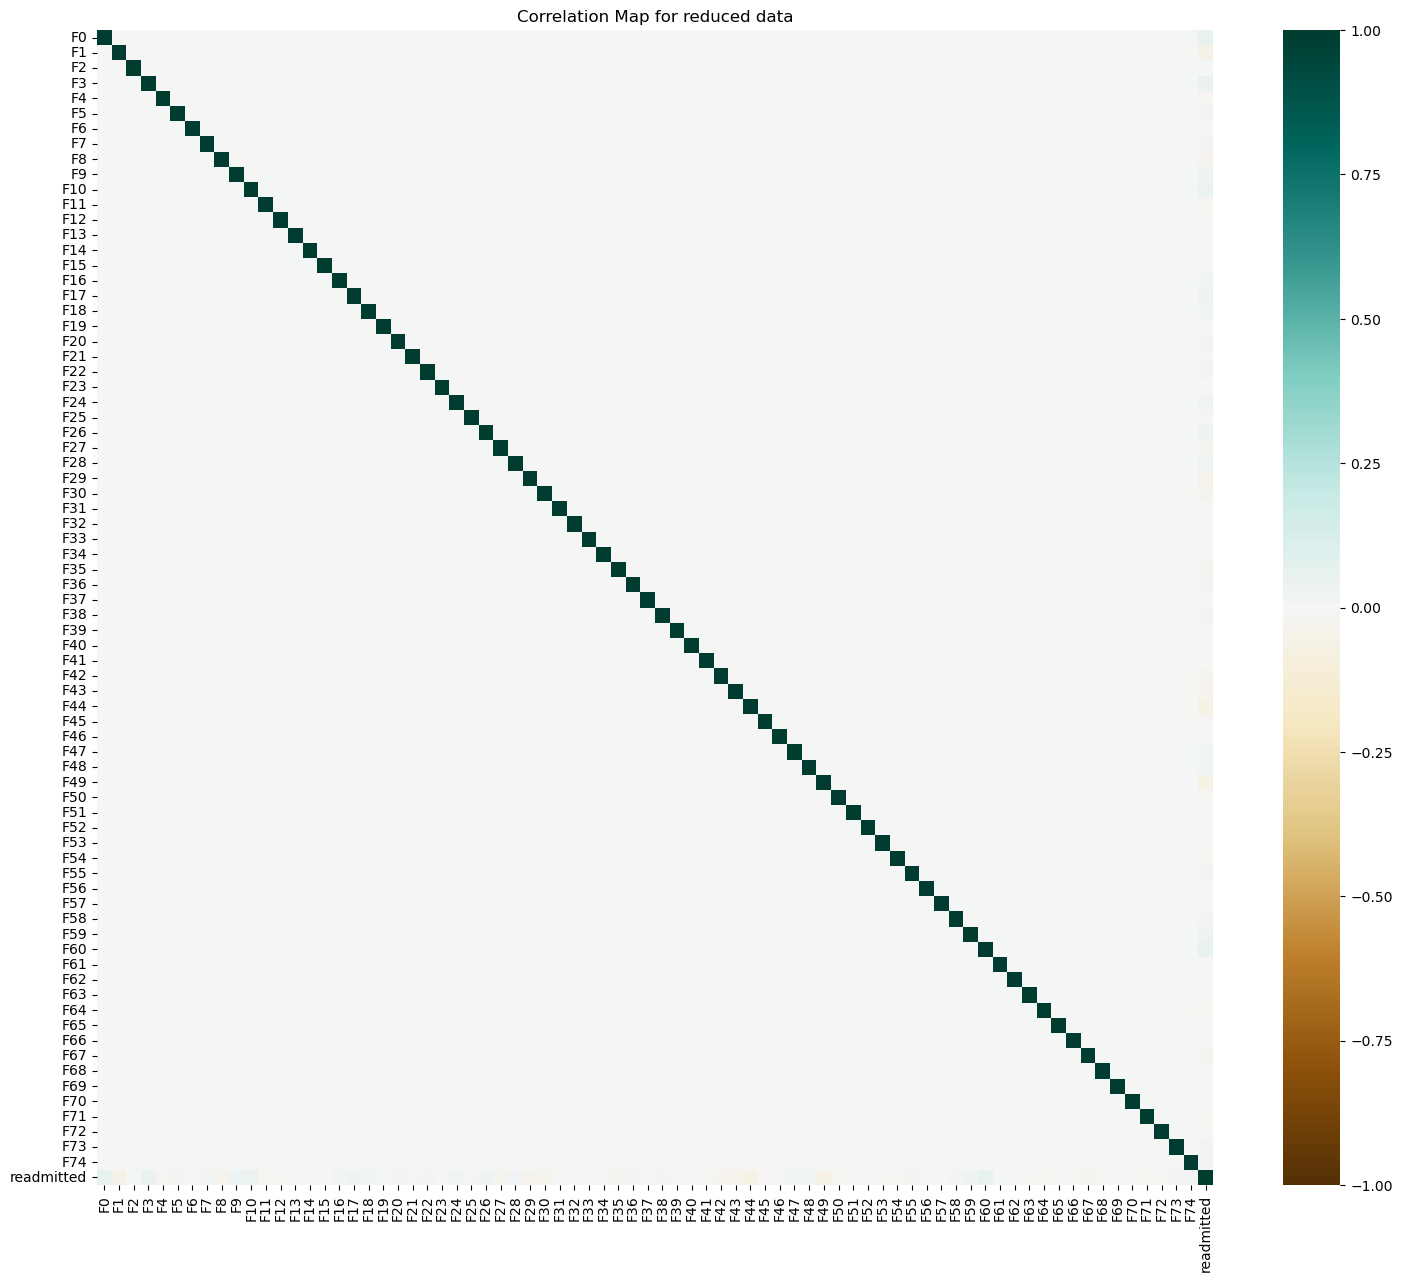 Correlation Map for reduced data
F0
F1
F2
F3
F4
F5
F6
F7
F8
F9
F10
F11
F12
F13
F14
F15
F16
F17
F18
F19
F20
F21
F22
F23
F24
F25
F26
F27
F28
F29
F30
F31
F32
F33
F34
F35
F36
F37
F38
F39
F40
F41
F42
F43
F44
F45
F46
F47
F48
F49
F50
F51
F52
F53
F54
F55
F56
F57
F58
F59
F60
F61
F62
F63
F64
F65
F66
F67
F68
F69
F70
F71
F72
F73
F74
readmitted
F0 F1 F2 F3 F4 F5 F6 F7 F8 F9 F10 F11 F12 F13 F14 F15 F16 F17 F18 F19 F20 F21 F22 F23 F24 F25 F26 F27 F28 F29 F30 F31 F32 F33 F34 F35 F36 F37 F38 F39 F40 F41 F42 F43 F44 F45 F46 F47 F48 F49 F50 F51 F52 F53 F54 F55 F56 F57 F58 F59 F60 F61 F62 F63 F64 F65 F66 F67 F68 F69 F70 F71 F72 F73 F74 readmitted
1.00
0.75
0.50
0.25
0.00
−0.25
−0.50
−0.75
−1.00